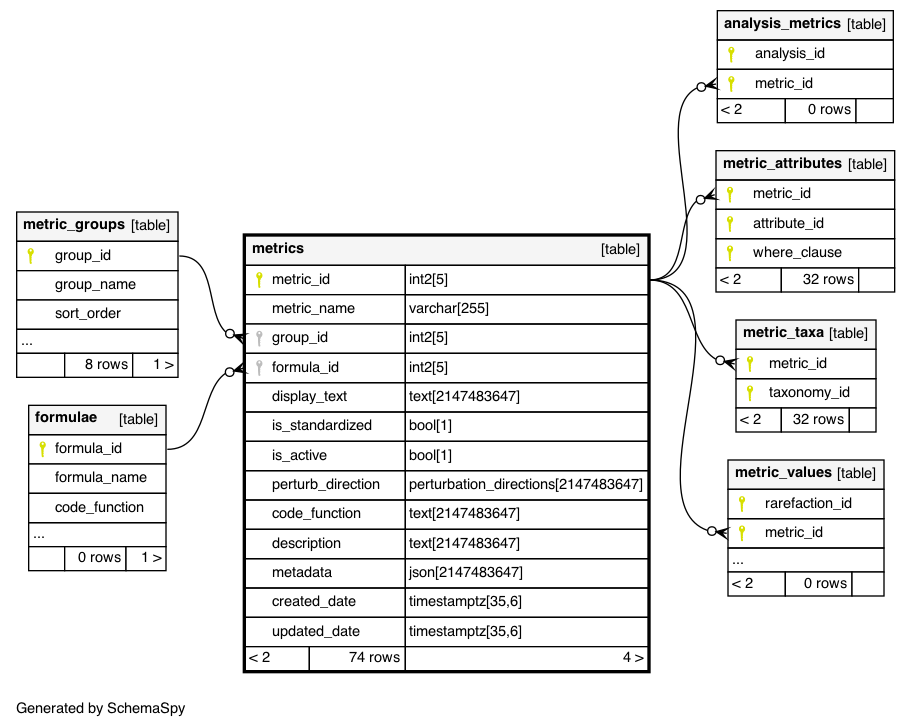 analysis_metrics [table]
analysis_id
metric_id
< 2 0 rows
metric_attributes [table]
metric_id
attribute_id
where_clause
< 2 32 rows
metric_groups [table]
group_id
group_name
sort_order
...
8 rows 1 >
metrics [table]
metric_id int2[5]
metric_name varchar[255]
group_id int2[5]
formula_id int2[5]
display_text text[2147483647]
is_standardized bool[1]
is_active bool[1]
perturb_direction perturbation_directions[2147483647]
code_function text[2147483647]
description text[2147483647]
metadata json[2147483647]
created_date timestamptz[35,6]
updated_date timestamptz[35,6]
< 2 74 rows 4 >
metric_taxa [table]
metric_id
taxonomy_id
< 2 32 rows
formulae [table]
formula_id
formula_name
code_function
...
0 rows 1 >
metric_values [table]
rarefaction_id
metric_id
...
< 2 0 rows
Generated by SchemaSpy